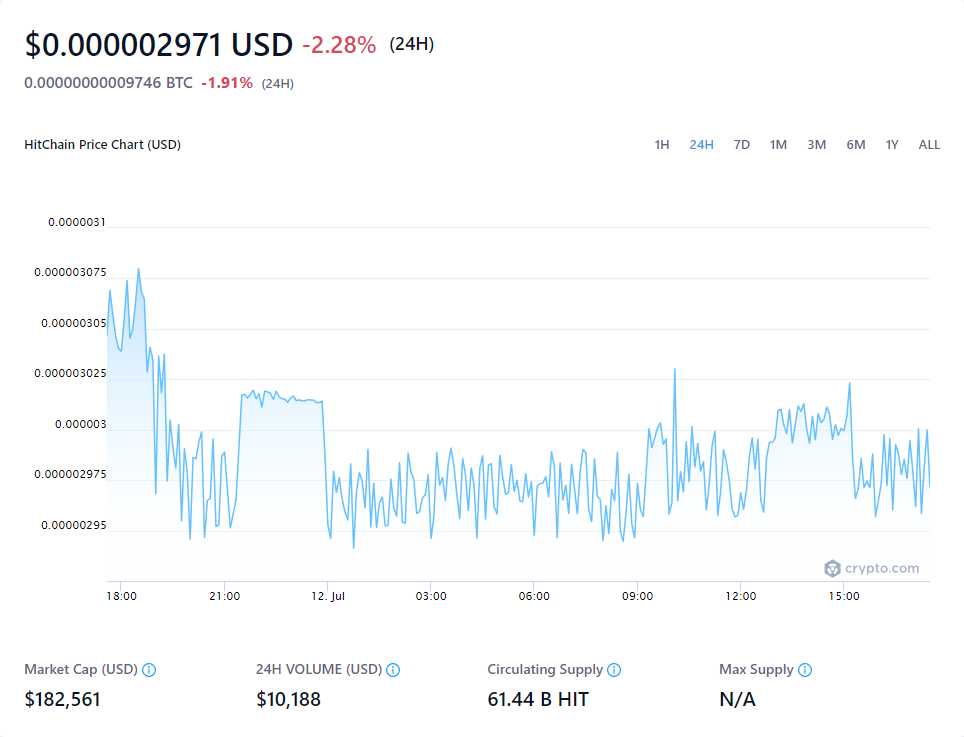 $0.000002971 USD -2.28% (24H)
0.00000000009746 BTC -1.91% (24H)
HitChain Price Chart (USD) 1H 24H 7D 1M 3M 6M 1Y ALL
0.0000031
0.000003075
0.00000305
0.000003025
0.000003
0.000002975
0.00000295
crypto.com
18:00 21:00 12. Jul 03:00 06:00 09:00 12:00 15:00
Market Cap (USD) 24H VOLUME (USD) Circulating Supply Max Supply
$182,561 $10,188 61.44 B HIT N/A